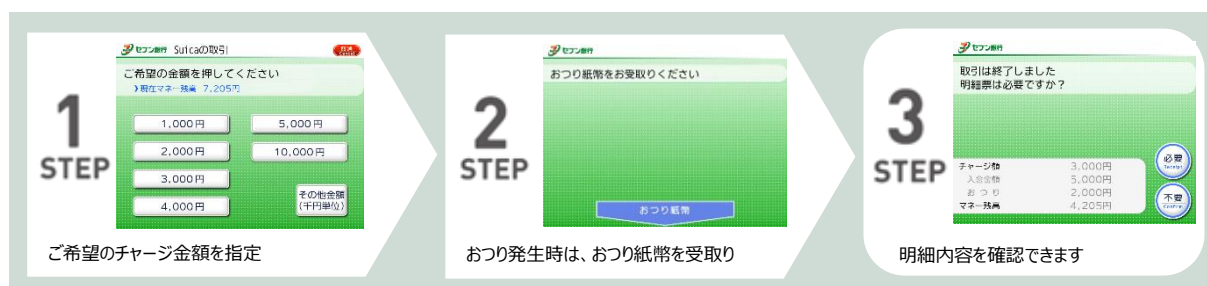 1
STEP
セブン銀行 Suicaの取引
取消
ご希望の金額を押してください
現在マネー残高 7,205円
1,000円
5,000円
2,000円
10,000円
3,000円
4,000円
その他金額
(千円単位)
ご希望のチャージ金額を指定
2
STEP
セブン銀行
おつり紙幣をお受取りください
おつり紙幣
おつり発生時は、おつり紙幣を受取り
3
STEP
セブン銀行
取引は終了しました
明細票は必要ですか？
チャージ額 3,000円
入金金額 5,000円
おつり 2,000円
マネー残高 4,205円
必要
Receipt
不要
Confirm
明細内容を確認できます